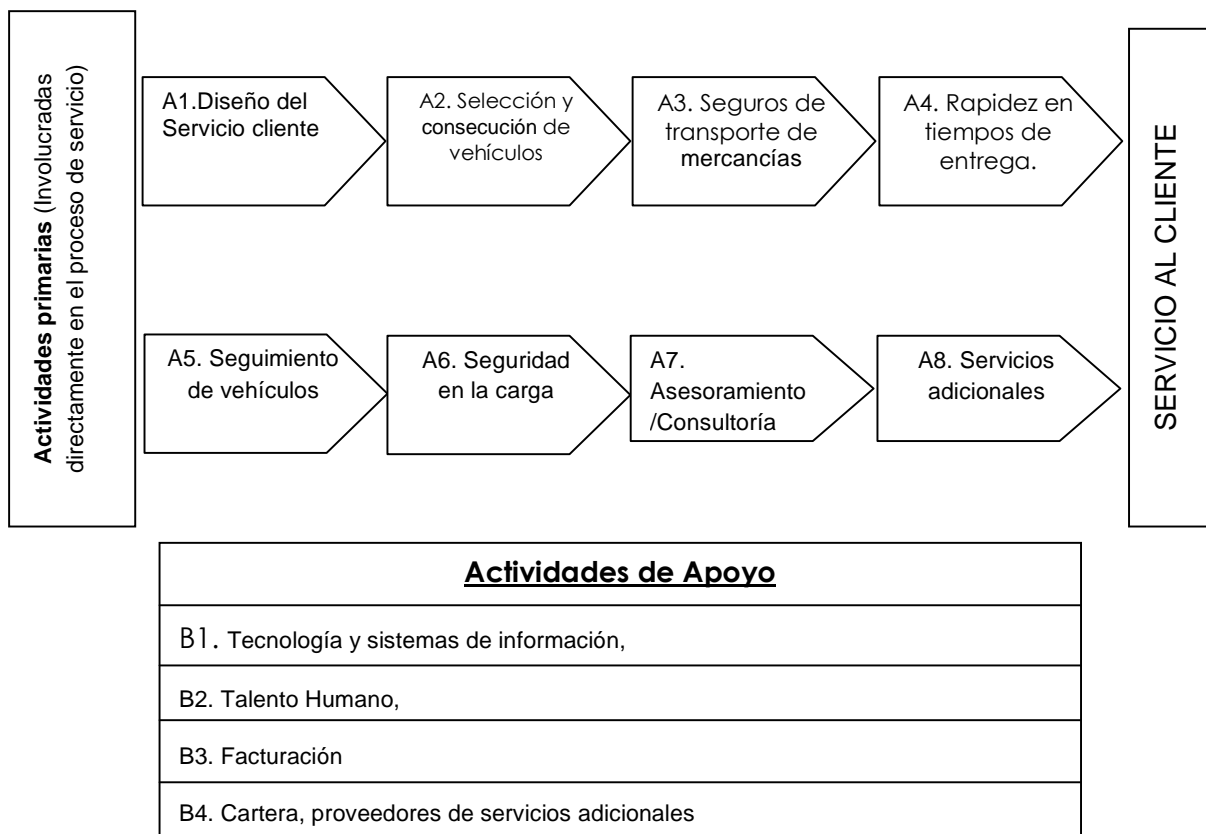 Actividades primarias (Involucradas
directamente en el proceso de servicio)
A1.Diseño del
Servicio cliente
A2. Selección y
consecución de
vehículos
A3. Seguros de
transporte de
mercancías
A4. Rapidez en
tiempos de
entrega.
A5. Seguimiento
de vehículos
A6. Seguridad
en la carga
A7.
Asesoramiento
/Consultoría
A8. Servicios
adicionales
SERVICIO AL CLIENTE
Actividades de Apoyo
B1. Tecnología y sistemas de información,
B2. Talento Humano,
B3. Facturación
B4. Cartera, proveedores de servicios adicionales